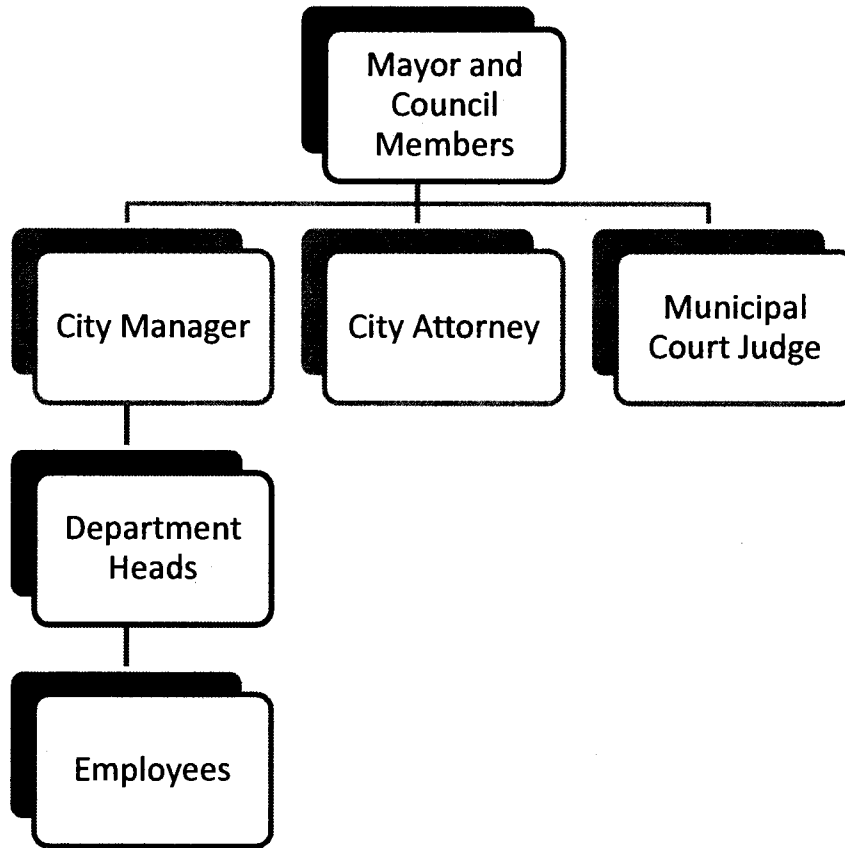 Mayor and
Council
Members
City Manager
City Attorney
Municipal
Court Judge
Department
Heads
Employees